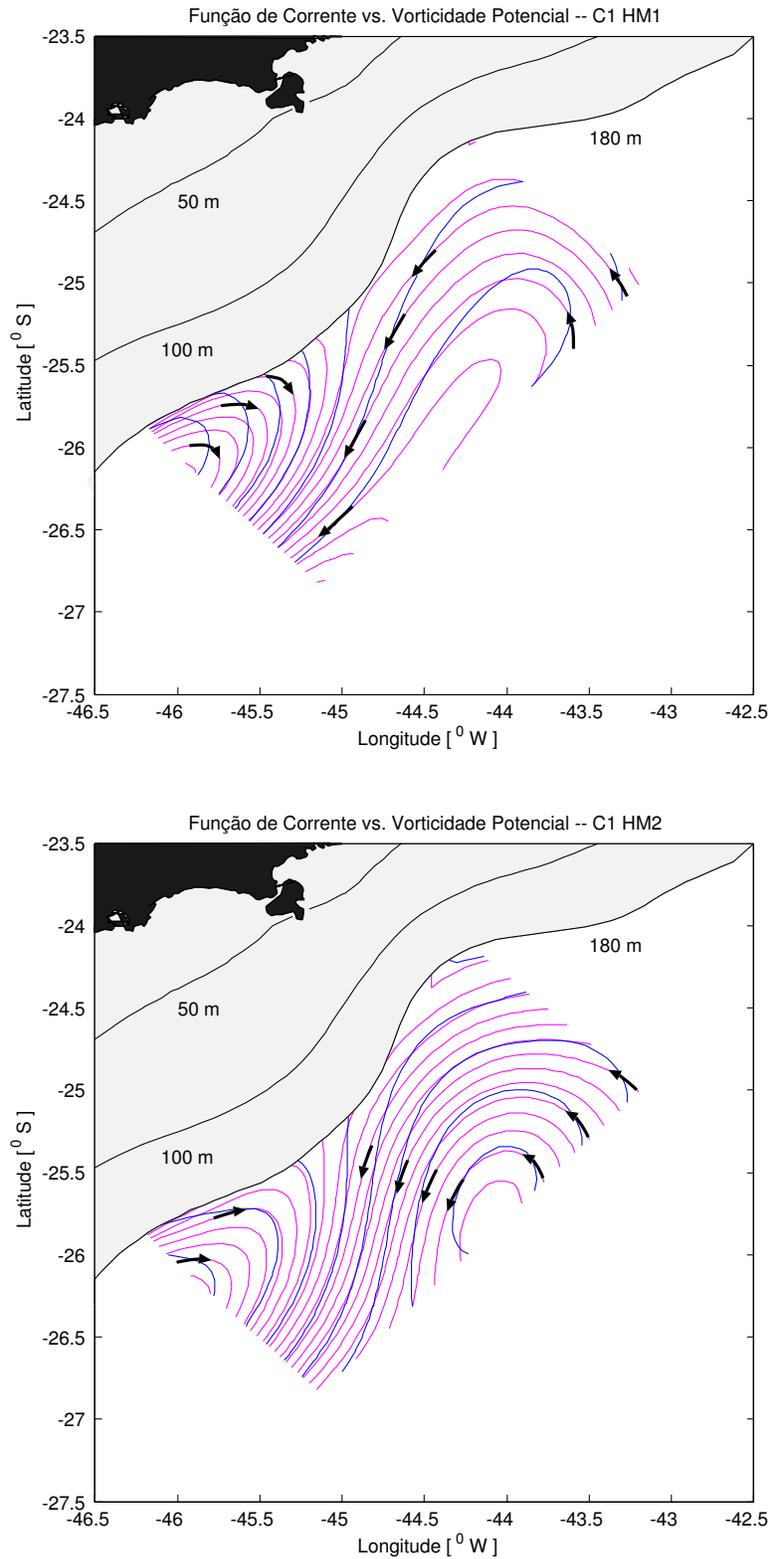 Função de Corrente vs. Vorticidade Potencial -- C1 HM1
-23.5
-24
180 m
-24.5
50 m
-25
100 m
-25.5
-26
-26.5
-27
-27.5
Latitude [ 0 S ]
-46.5 -46 -45.5 -45 -44.5 -44 -43.5 -43 -42.5
Longitude [ 0 W ]
Função de Corrente vs. Vorticidade Potencial -- C1 HM2
-23.5
-24
180 m
-24.5
50 m
-25
100 m
-25.5
-26
-26.5
-27
-27.5
Latitude [ 0 S ]
-46.5 -46 -45.5 -45 -44.5 -44 -43.5 -43 -42.5
Longitude [ 0 W ]